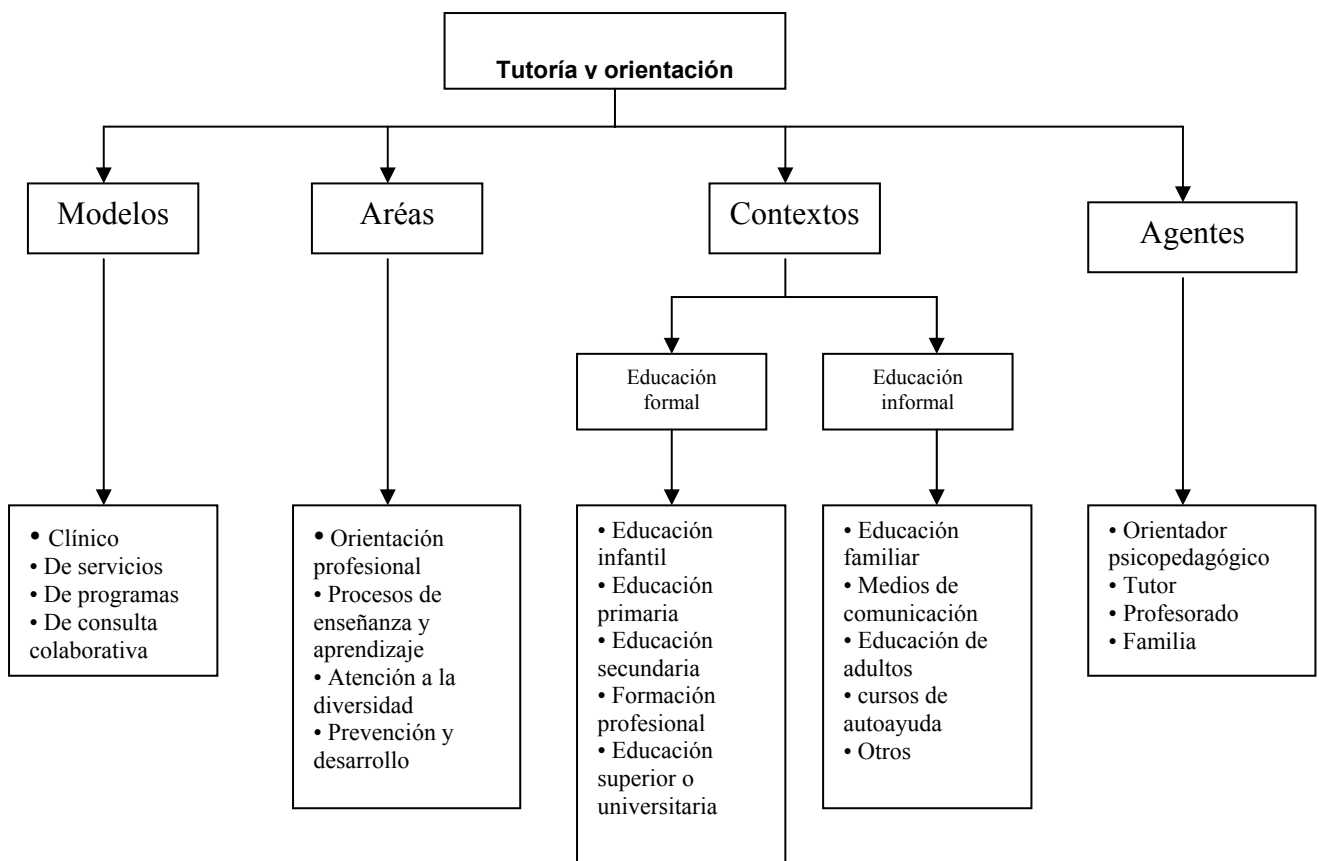 Tutoría y orientación
Modelos
Aréas
Contextos
Agentes
Educación
formal
Educación
informal
• Clínico
• De servicios
• De programas
• De consulta
colaborativa
• Orientación
profesional
• Procesos de
enseñanza y
aprendizaje
• Atención a la
diversidad
• Prevención y
desarrollo
• Educación
infantil
• Educación
primaria
• Educación
secundaria
• Formación
profesional
• Educación
superior o
universitaria
• Educación
familiar
• Medios de
comunicación
• Educación de
adultos
• cursos de
autoayuda
• Otros
• Orientador
psicopedagógico
• Tutor
• Profesorado
• Familia